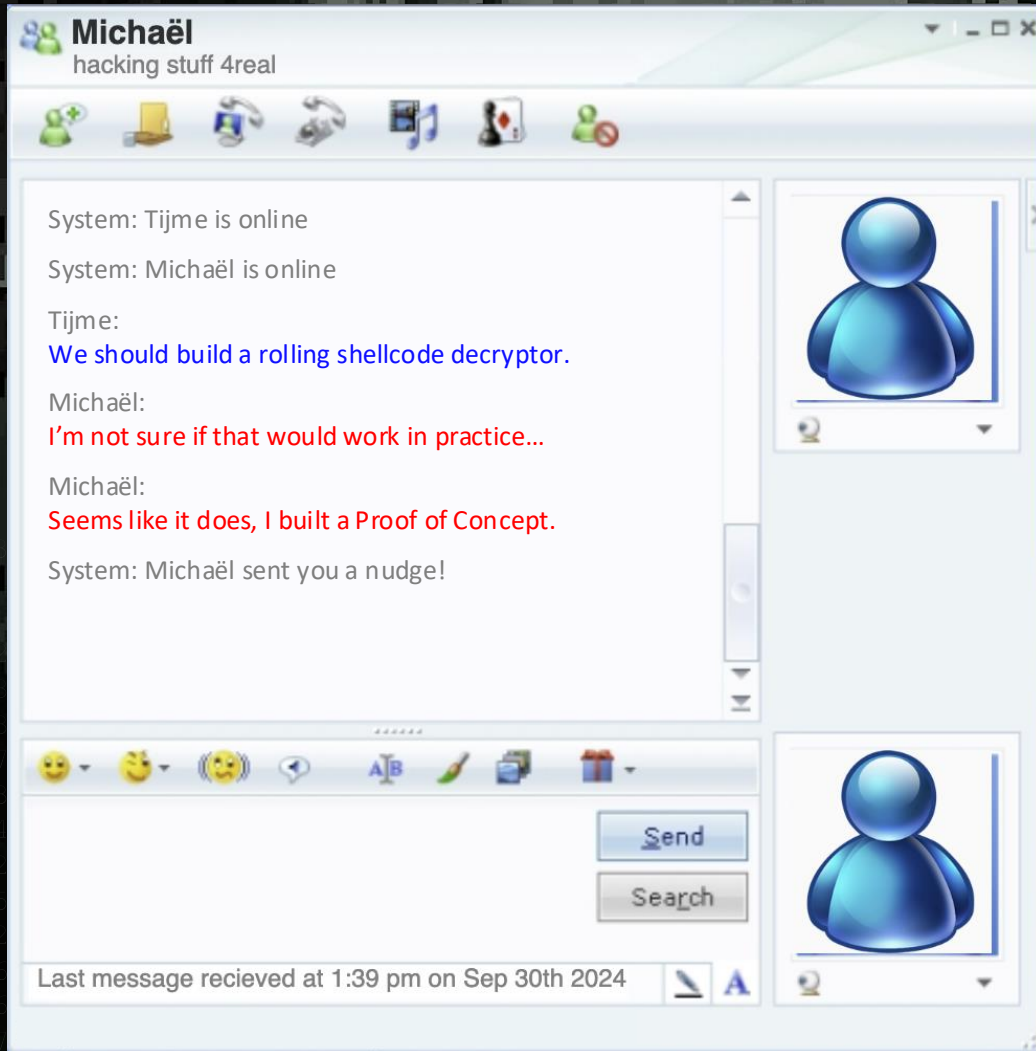 Michaël
hacking stuff 4real
System: Tijme is online
System: Michaël is online
Tijme:
We should build a rolling shellcode decryptor.
Michaël:
I'm not sure if that would work in practice…
Michaël:
Seems like it does, I built a Proof of Concept.
System: Michaël sent you a nudge!
AB
Send
Search
Last message recieved at 1:39 pm on Sep 30th 2024
A